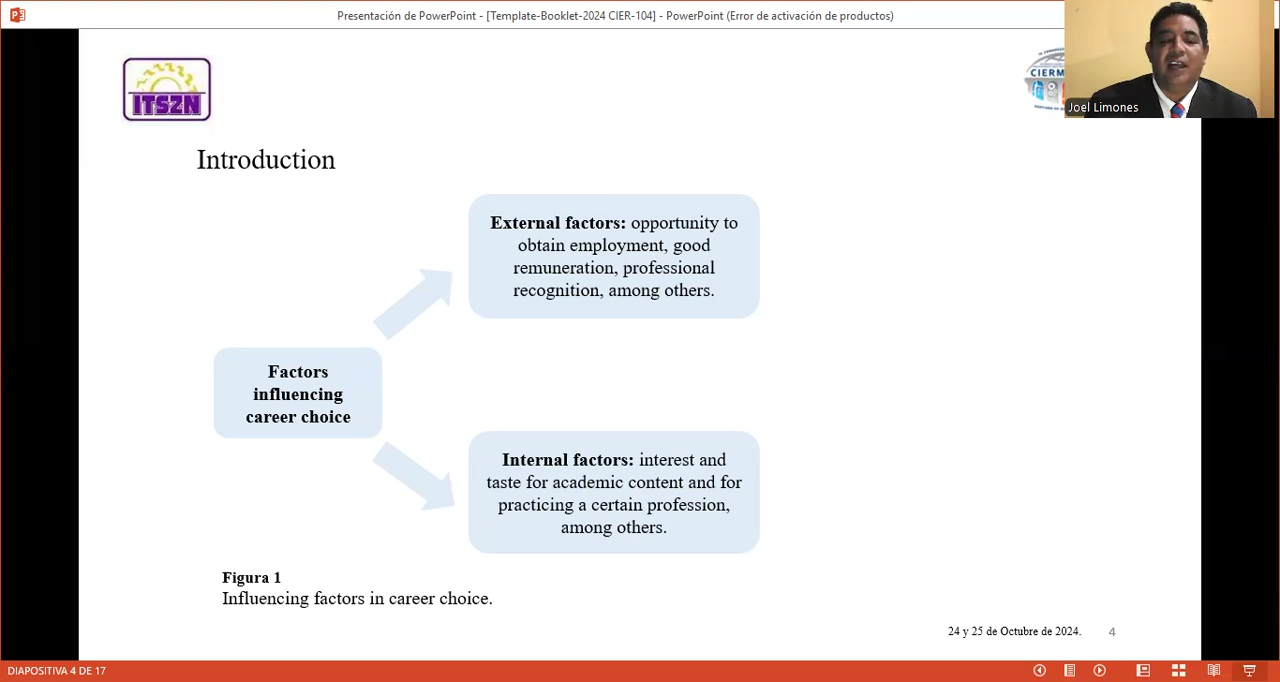 Presentación de PowerPoint - [Template-Booklet-2024 CIER-104] - PowerPoint (Error de activación de productos)
ITSZN
CIERM
Joel Limones
Introduction
External factors: opportunity to
obtain employment, good
remuneration, professional
recognition, among others.
Factors
influencing
career choice
Internal factors: interest and
taste for academic content and for
practicing a certain profession,
among others.
Figura 1
Influencing factors in career choice.
24 y 25 de Octubre de 2024.
4
DIAPOSITIVA 4 DE 17